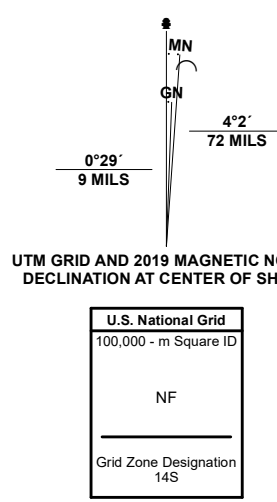 MN
GN
4°2´
72 MILS
0°29´
9 MILS
UTM GRID AND 2019 MAGNETIC N
DECLINATION AT CENTER OF SH
U.S. National Grid
100,000 - m Square ID
NF
Grid Zone Designation
14S